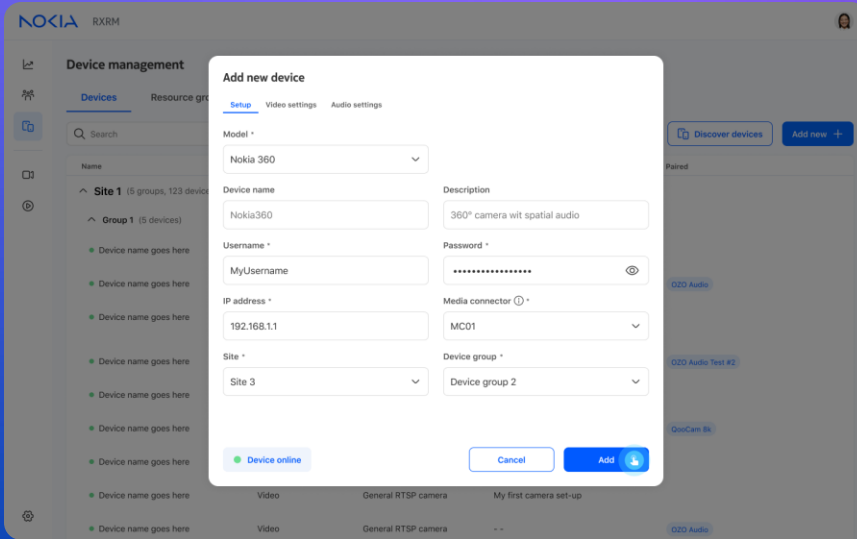 NOKIA RXRM
Device management
Devices Resource gro
Search
Discover devices
Add new +
Name
Paired
Site 1 (5 groups, 123 device
Group 1 (5 devices)
Device name goes here
Device name goes here
OZO Audio
Device name goes here
Device name goes here
OZO Audio Test #2
Device name goes here
Device name goes here
QooCam 8k
Device name goes here
Device name goes here Video General RTSP camera My first camera set-up
Device name goes here Video General RTSP camera - -
OZO Audio
Add new device
Setup Video settings Audio settings
Model *
Nokia 360
Device name Description
Nokia360 360° camera wit spatial audio
Username * Password *
MyUsername •••••••••••••••••
IP address * Media connector ⓘ *
192.168.1.1 MC01
Site * Device group *
Site 3 Device group 2
Device online Cancel Add